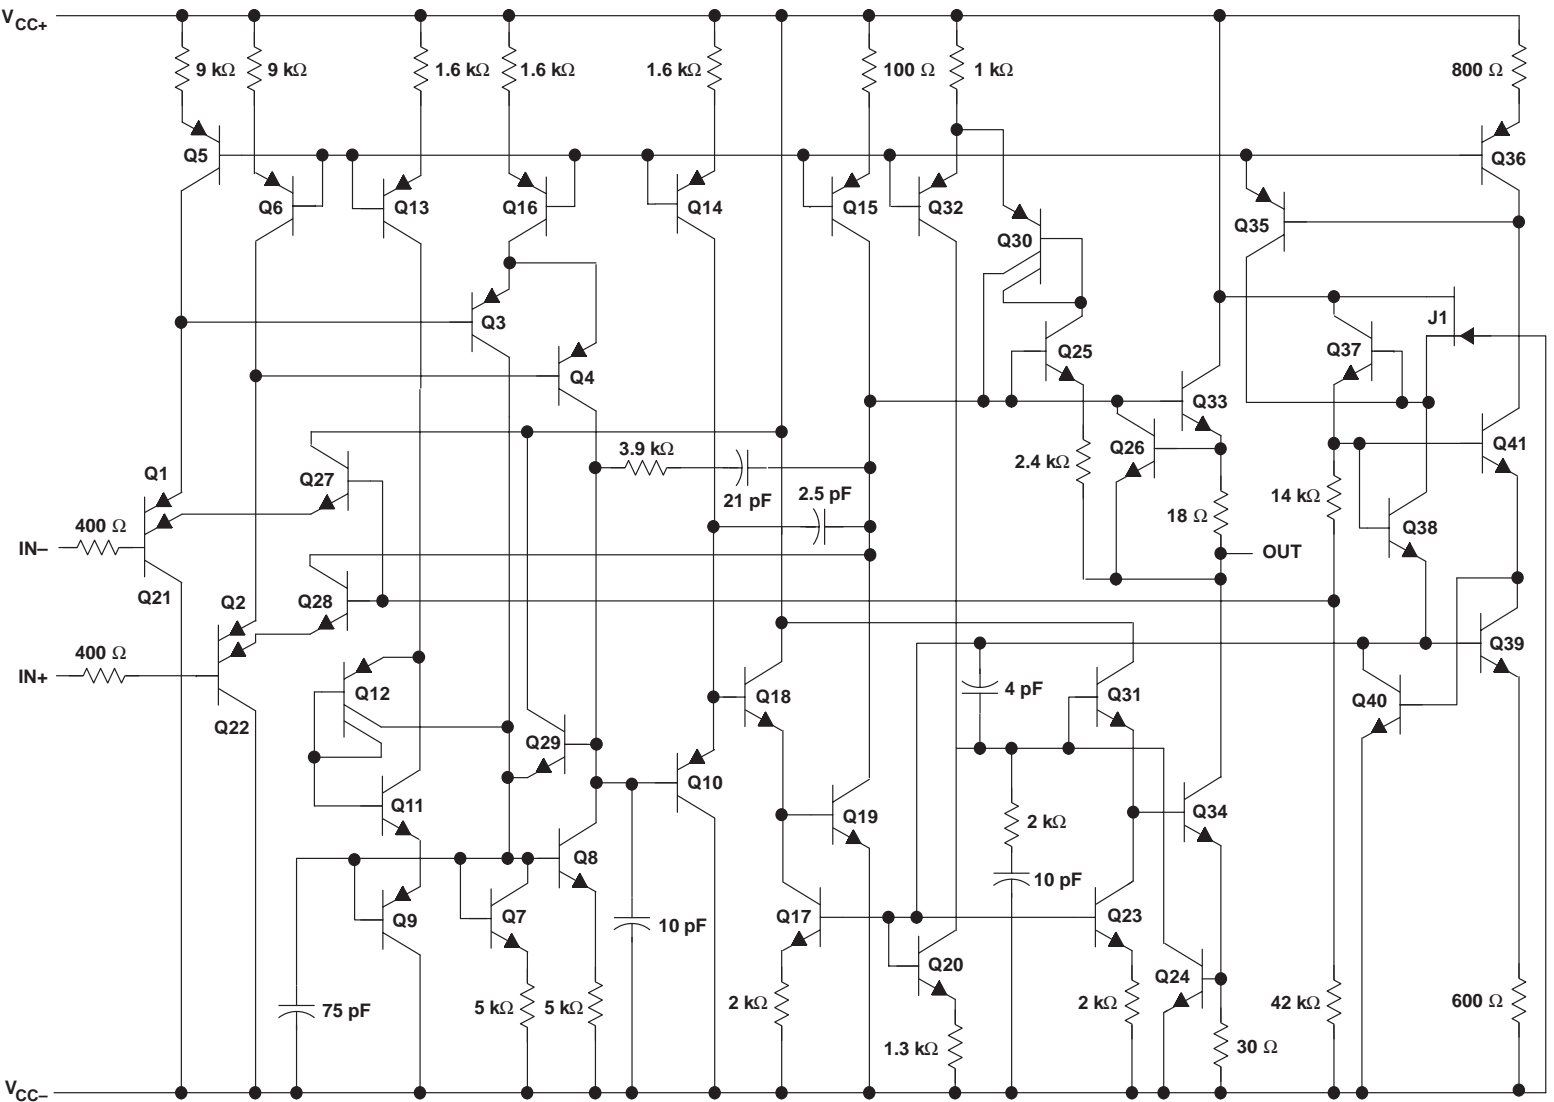 VCC+
9 kΩ 9 kΩ 1.6 kΩ 1.6 kΩ 1.6 kΩ 100 Ω 1 kΩ 800 Ω
Q5 Q36
Q6 Q13 Q16 Q14 Q15 Q32 Q35
Q30
Q3 J1
Q25 Q37
Q4 Q33
3.9 kΩ Q26 Q41
Q1 Q27 2.4 kΩ
21 pF 2.5 pF 14 kΩ
400 Ω 18 Ω Q38
IN– OUT
Q21 Q2 Q28
400 Ω Q39
IN+ Q12 Q18 4 pF Q31 Q40
Q22 Q29
Q10
Q11 Q19 2 kΩ Q34
Q8
10 pF
Q9 Q7 10 pF Q17 Q23
Q20 Q24
75 pF 5 kΩ 5 kΩ 2 kΩ 2 kΩ 42 kΩ 600 Ω
1.3 kΩ 30 Ω
VCC–